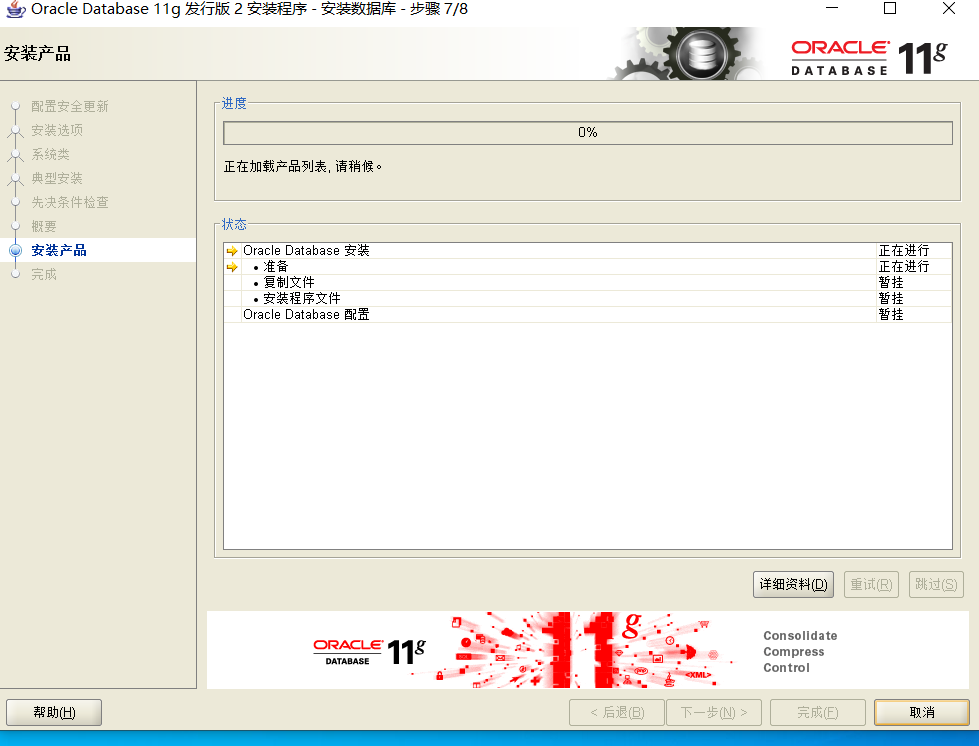 Oracle Database 11g 发行版 2 安装程序 - 安装数据库 - 步骤 7/8
安装产品
ORACLE
DATABASE
11g
配置安全更新
安装选项
系统类
典型安装
先决条件检查
概要
安装产品
完成
进度
0%
正在加载产品列表, 请稍候。
状态
Oracle Database 安装 正在进行
• 准备 正在进行
• 复制文件 暂挂
• 安装程序文件 暂挂
Oracle Database 配置 暂挂
详细资料(D) 重试(R) 跳过(S)
ORACLE
DATABASE
11g
11g
<XML>
Consolidate
Compress
Control
帮助(H) < 后退(B) 下一步(N) > 完成(F) 取消